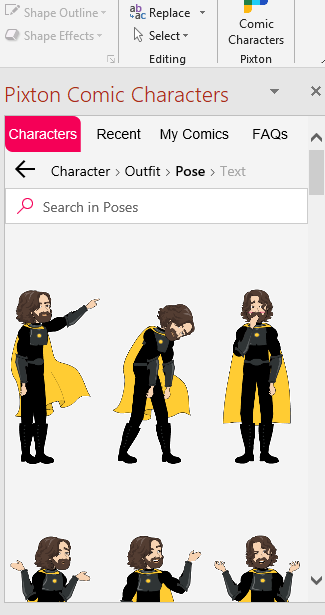 Shape Outline
Replace
Shape Effects
Select
Comic
Characters
Editing
Pixton
Pixton Comic Characters
Characters Recent My Comics FAQs
Character > Outfit > Pose > Text
Search in Poses